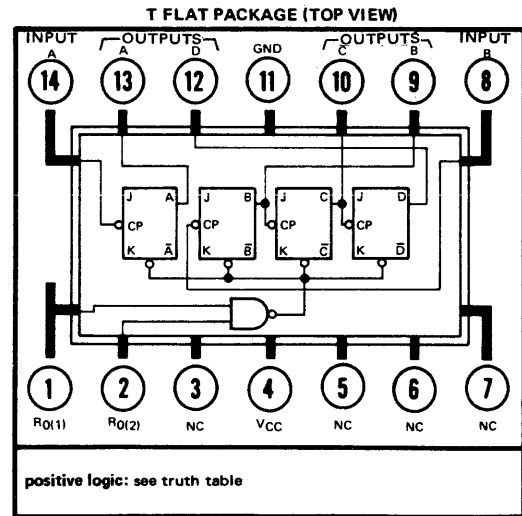 T FLAT PACKAGE (TOP VIEW)
INPUT OUTPUTS GND OUTPUTS INPUT
A A D C̅ B B
14 13 12 11 10 9 8
J A J B J C J D
CP CP CP CP
K A̅ K B̅ K C̅ K D̅
1 2 3 4 5 6 7
R0(1) R0(2) NC VCC NC NC NC
positive logic: see truth table